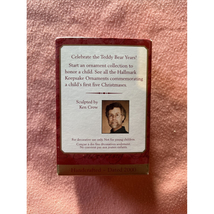 Celebrate the Teddy Bear Years!
Start an ornament collection to
honor a child. See all the Hallmark
Keepsake Ornaments commemorating
a child's first five Christmases.
Sculpted by
Ken Crow